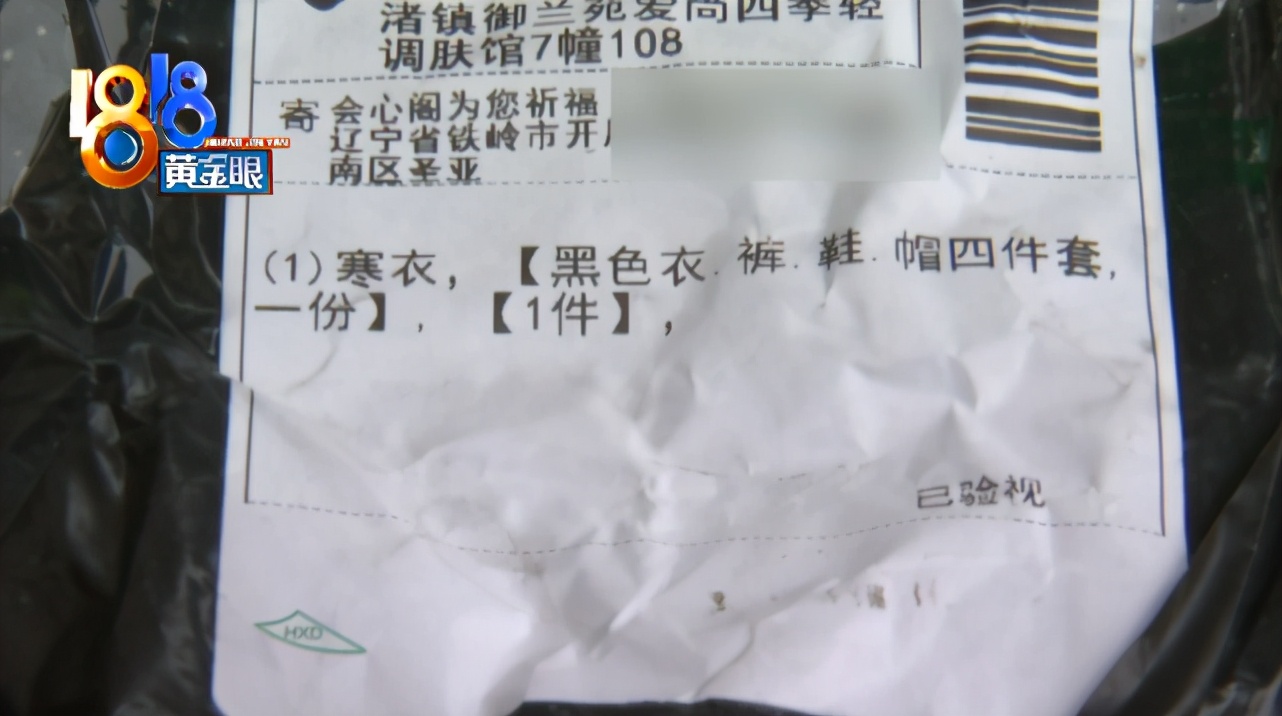 渚镇御兰苑爱尚四季轻
调肤馆7幢108
寄 会心阁为您祈福
辽宁省铁岭市开
南区圣亚
(1)寒衣，【黑色衣.裤.鞋.帽四件套,
一份】,【1件】,
已验视
HXD
1818
黄金眼